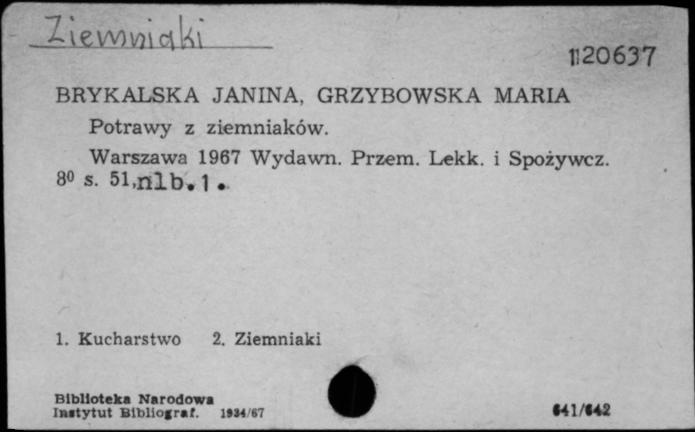 Ziemniaki
1120637
BRYKALSKA JANINA, GRZYBOWSKA MARIA
Potrawy z ziemniaków.
Warszawa 1967 Wydawn. Przem. Lekk. i Spożywcz.
8⁰ s. 51, nlb. 1.
1. Kucharstwo 2. Ziemniaki
Biblioteka Narodowa
Instytut Bibliograf. 1934/67
641/642